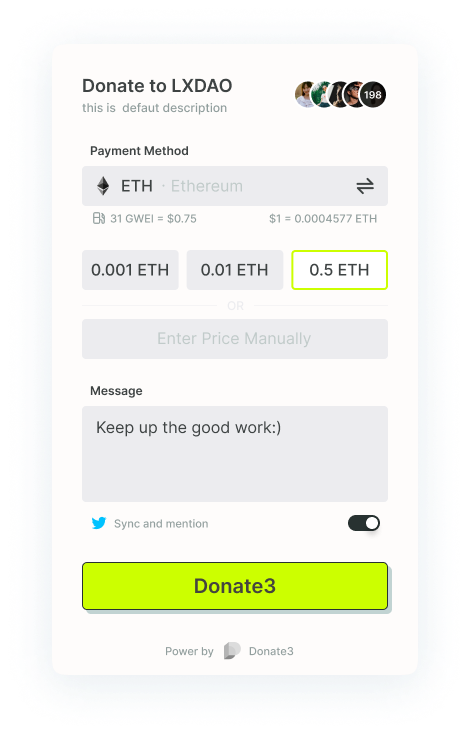 Donate to LXDAO
198
this is  defaut description
Payment Method
ETH · Ethereum
31 GWEI = $0.75
$1 = 0.0004577 ETH
0.001 ETH
0.01 ETH
0.5 ETH
OR
Enter Price Manually
Message
Keep up the good work:)
Sync and mention
Donate3
Power by Donate3